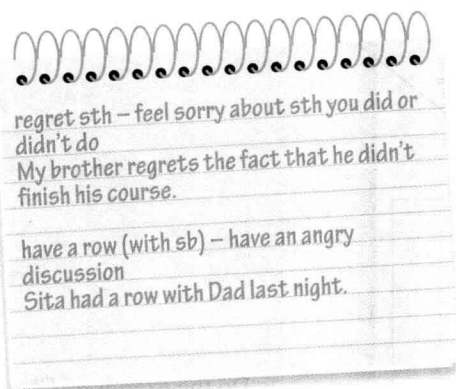 regret sth – feel sorry about sth you did or
didn't do
My brother regrets the fact that he didn't
finish his course.
have a row (with sb) – have an angry
discussion
Sita had a row with Dad last night.